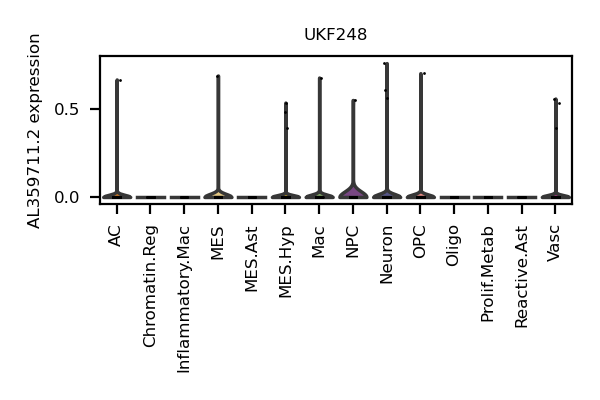 UKF248
AL359711.2 expression
0.5
0.0
AC
Chromatin.Reg
Inflammatory.Mac
MES
MES.Ast
MES.Hyp
Mac
NPC
Neuron
OPC
Oligo
Prolif.Metab
Reactive.Ast
Vasc